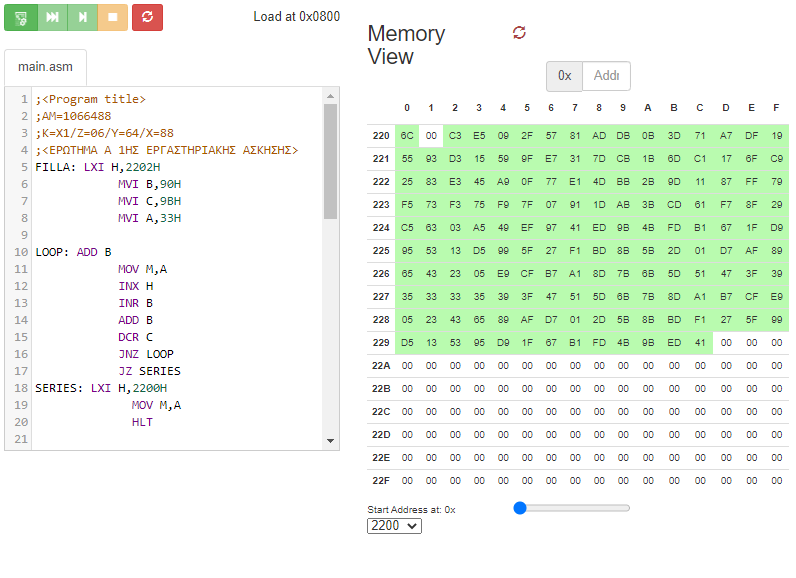 Load at 0x0800
main.asm
1 ;<Program title>
2 ;AM=1066488
3 ;K=X1/Z=06/Y=64/X=88
4 ;<ΕΡΩΤΗΜΑ Α 1ΗΣ ΕΡΓΑΣΤΗΡΙΑΚΗΣ ΑΣΚΗΣΗΣ>
5 FILLA: LXI H,2202H
6 MVI B,90H
7 MVI C,9BH
8 MVI A,33H
9
10 LOOP: ADD B
11 MOV M,A
12 INX H
13 INR B
14 ADD B
15 DCR C
16 JNZ LOOP
17 JZ SERIES
18 SERIES: LXI H,2200H
19 MOV M,A
20 HLT
21
Memory
View
0x Addr
0 1 2 3 4 5 6 7 8 9 A B C D E F
220 6C 00 C3 E5 09 2F 57 81 AD DB 0B 3D 71 A7 DF 19
221 55 93 D3 15 59 9F E7 31 7D CB 1B 6D C1 17 6F C9
222 25 83 E3 45 A9 0F 77 E1 4D BB 2B 9D 11 87 FF 79
223 F5 73 F3 75 F9 7F 07 91 1D AB 3B CD 61 F7 8F 29
224 C5 63 03 A5 49 EF 97 41 ED 9B 4B FD B1 67 1F D9
225 95 53 13 D5 99 5F 27 F1 BD 8B 5B 2D 01 D7 AF 89
226 65 43 23 05 E9 CF B7 A1 8D 7B 6B 5D 51 47 3F 39
227 35 33 33 35 39 3F 47 51 5D 6B 7B 8D A1 B7 CF E9
228 05 23 43 65 89 AF D7 01 2D 5B 8B BD F1 27 5F 99
229 D5 13 53 95 D9 1F 67 B1 FD 4B 9B ED 41 00 00 00
22A 00 00 00 00 00 00 00 00 00 00 00 00 00 00 00 00
22B 00 00 00 00 00 00 00 00 00 00 00 00 00 00 00 00
22C 00 00 00 00 00 00 00 00 00 00 00 00 00 00 00 00
22D 00 00 00 00 00 00 00 00 00 00 00 00 00 00 00 00
22E 00 00 00 00 00 00 00 00 00 00 00 00 00 00 00 00
22F 00 00 00 00 00 00 00 00 00 00 00 00 00 00 00 00
Start Address at: 0x
2200